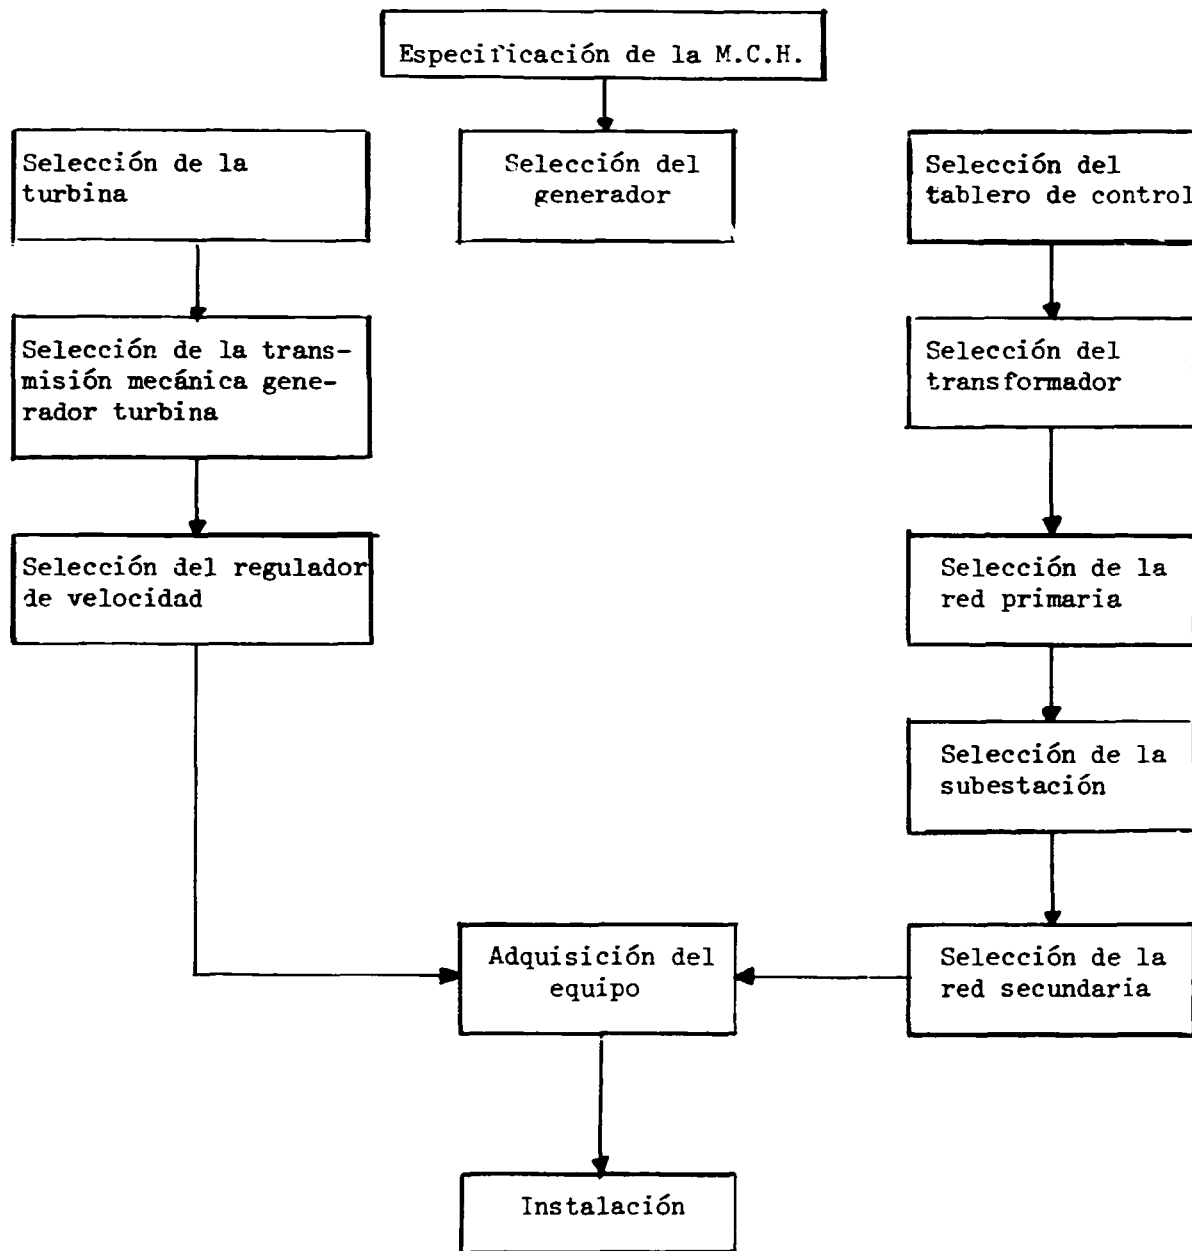 Especificación de la M.C.H.
Selección de la
turbina
Selección del
generador
Selección del
tablero de control
Selección de la trans-
misión mecánica gene-
rador turbina
Selección del
transformador
Selección del regulador
de velocidad
Selección de la
red primaria
Selección de la
subestación
Adquisición del
equipo
Selección de la
red secundaria
Instalación